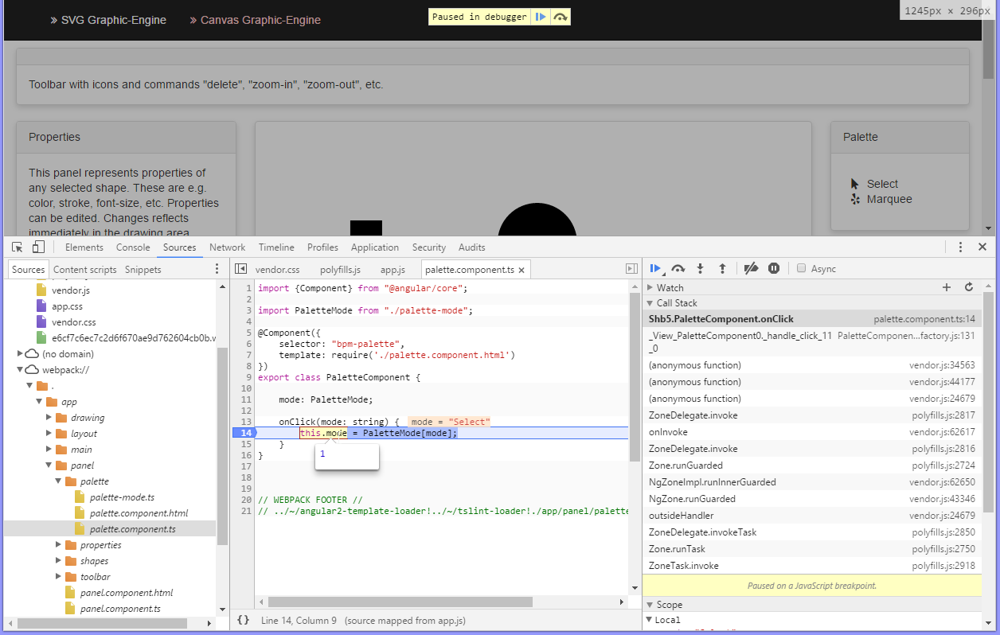 SVG Graphic-Engine
Canvas Graphic-Engine
Paused in debugger
1245px × 296px
Toolbar with icons and commands "delete", "zoom-in", "zoom-out", etc.
Properties
This panel represents properties of
any selected shape. These are e.g.
color, stroke, font-size, etc. Properties
can be edited. Changes reflects
immediately in the drawing area
Palette
Select
Marquee
Elements Console Sources Network Timeline Profiles Application Security Audits
Sources Content scripts Snippets
vendor.js
app.css
vendor.css
e6cf7c6ec7c2d6f670ae9d762604cb0b.w
(no domain)
webpack://
.
app
drawing
layout
main
panel
palette
palette-mode.ts
palette.component.html
palette.component.ts
properties
shapes
toolbar
panel.component.html
panel.component.ts
vendor.css polyfills.js app.js palette.component.ts ×
1 import {Component} from "@angular/core";
2
3 import PaletteMode from "./palette-mode";
4
5 @Component({
6 selector: "bpm-palette",
7 template: require('./palette.component.html')
8 })
9 export class PaletteComponent {
10
11 mode: PaletteMode;
12
13 onClick(mode: string) { mode = "Select"
14 this.mode = PaletteMode[mode];
15 }
16 }
17
18
19
20 // WEBPACK FOOTER //
21 // ../~/angular2-template-loader!../~/tslint-loader!./app/panel/palette
1
{} Line 14, Column 9 (source mapped from app.js)
Async
Watch
Call Stack
Shb5.PaletteComponent.onClick palette.component.ts:14
_View_PaletteComponent0._handle_click_11 PaletteComponen…factory.js:131
_0
(anonymous function) vendor.js:34563
(anonymous function) vendor.js:44177
(anonymous function) vendor.js:24679
ZoneDelegate.invoke polyfills.js:2817
onInvoke vendor.js:62617
ZoneDelegate.invoke polyfills.js:2816
Zone.runGuarded polyfills.js:2724
NgZoneImpl.runInnerGuarded vendor.js:62650
NgZone.runGuarded vendor.js:43346
outsideHandler vendor.js:24679
ZoneDelegate.invokeTask polyfills.js:2850
Zone.runTask polyfills.js:2750
ZoneTask.invoke polyfills.js:2918
Paused on a JavaScript breakpoint.
Scope
Local